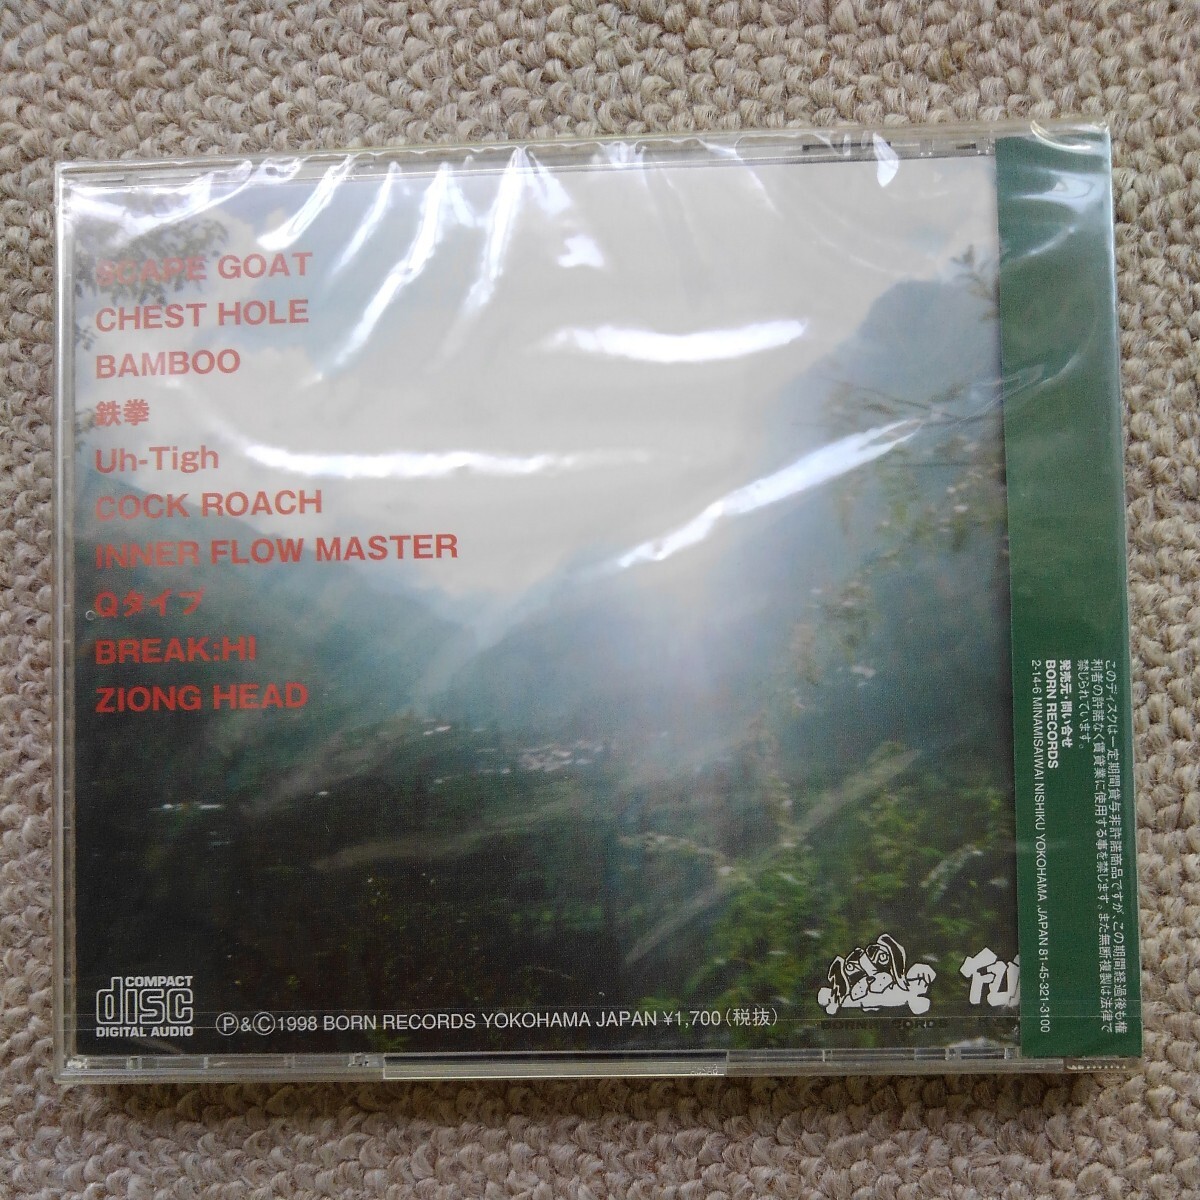 SCAPE GOAT
CHEST HOLE
BAMBOO
鉄拳
Uh-Tigh
COCK ROACH
INNER FLOW MASTER
Qタイプ
BREAK:HI
ZIONG HEAD
COMPACT
disc
DIGITAL AUDIO
Ⓟ&Ⓒ1998 BORN RECORDS YOKOHAMA JAPAN ¥1,700(税抜)
BORN RECORDS
このディスクは一定期間貸与非許諾商品ですが、この期間経過後も権
利者の許諾なく賃貸業に使用する事を禁じます。また無断複製は法律で
禁じられています。
発売元・問い合せ
BORN RECORDS
2-14-6 MINAMISAIWAI NISHIKU YOKOHAMA ,JAPAN 81-45-321-3100